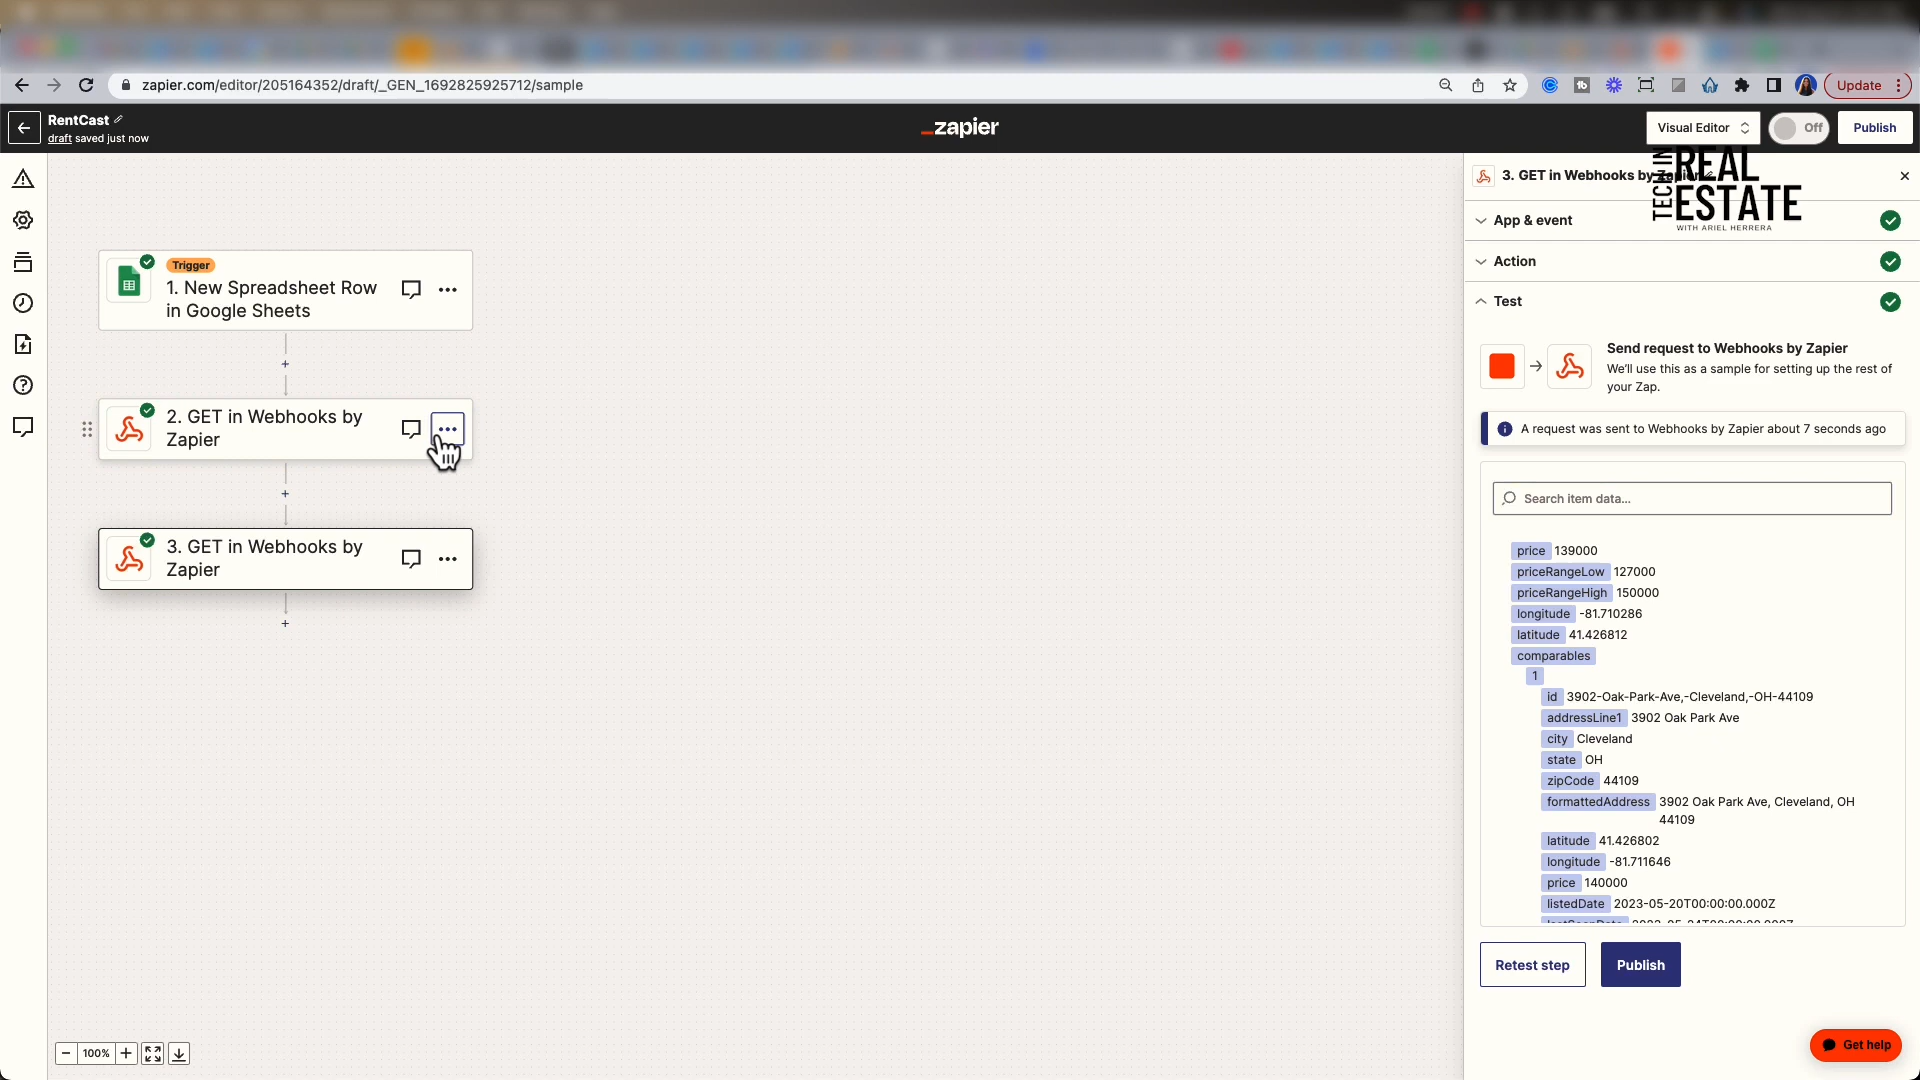 zapier.com/editor/205164352/draft/_GEN_1692825925712/sample
Update
RentCast
draft saved just now
_zapier
Visual Editor
Off
Publish
3. GET in Webhooks by Zapier
TECH IN
REAL
ESTATE
WITH ARIEL HERRERA
App & event
Action
Test
Send request to Webhooks by Zapier
We'll use this as a sample for setting up the rest of
your Zap.
A request was sent to Webhooks by Zapier about 7 seconds ago
Search item data...
price 139000
priceRangeLow 127000
priceRangeHigh 150000
longitude -81.710286
latitude 41.426812
comparables
1
id 3902-Oak-Park-Ave,-Cleveland,-OH-44109
addressLine1 3902 Oak Park Ave
city Cleveland
state OH
zipCode 44109
formattedAddress 3902 Oak Park Ave, Cleveland, OH
44109
latitude 41.426802
longitude -81.711646
price 140000
listedDate 2023-05-20T00:00:00.000Z
Retest step
Publish
Get help
Trigger
1. New Spreadsheet Row
in Google Sheets
2. GET in Webhooks by
Zapier
3. GET in Webhooks by
Zapier
100%